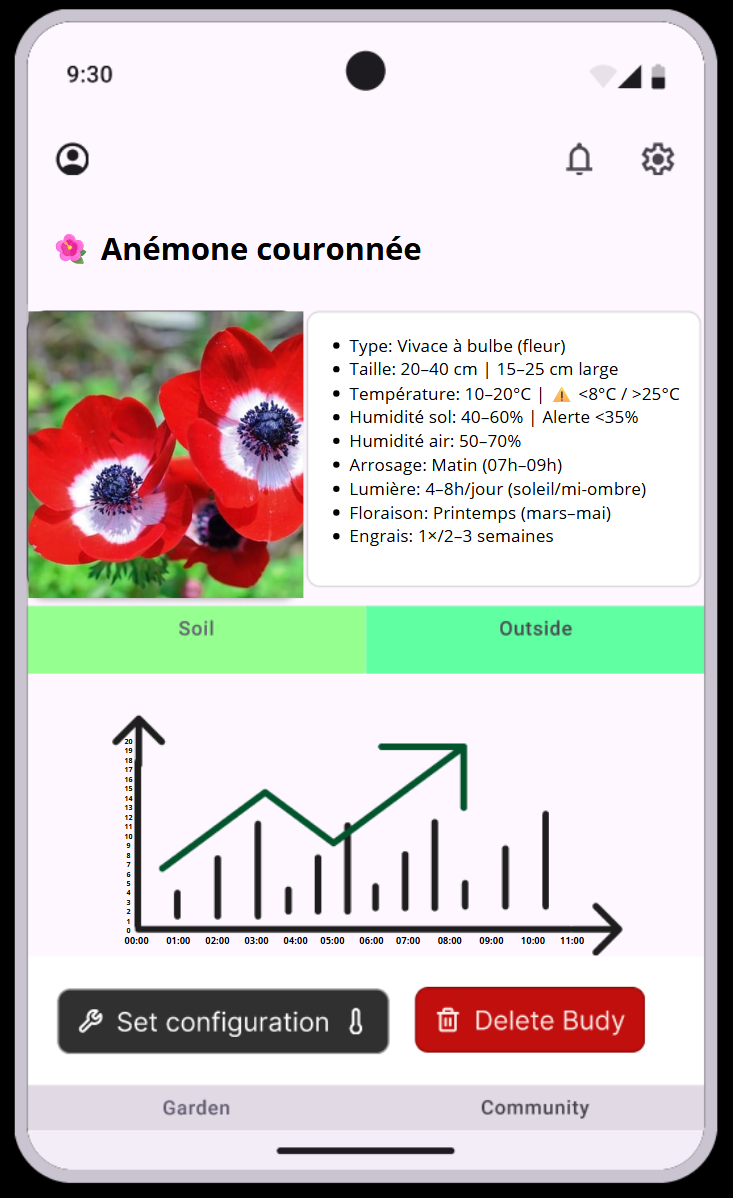 9:30
Anémone couronnée
Type: Vivace à bulbe (fleur)
Taille: 20–40 cm | 15–25 cm large
Température: 10–20°C | ⚠️ <8°C / >25°C
Humidité sol: 40–60% | Alerte <35%
Humidité air: 50–70%
Arrosage: Matin (07h–09h)
Lumière: 4–8h/jour (soleil/mi-ombre)
Floraison: Printemps (mars–mai)
Engrais: 1×/2–3 semaines
Soil Outside
20
19
18
17
16
15
14
13
12
11
10
9
8
7
6
5
4
3
2
1
0
00:00 01:00 02:00 03:00 04:00 05:00 06:00 07:00 08:00 09:00 10:00 11:00
Set configuration Delete Budy
Garden Community